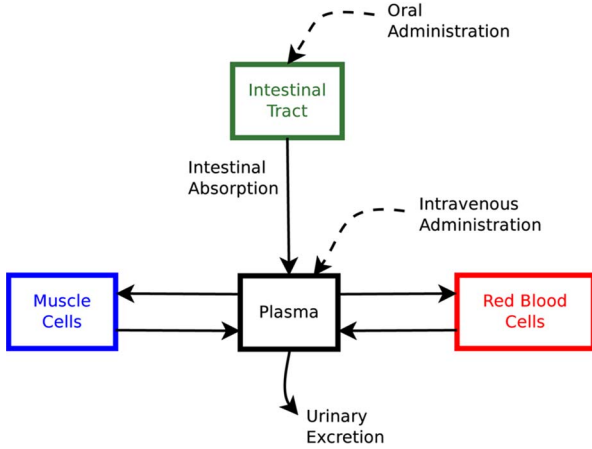 Oral
Administration
Intestinal
Tract
Intestinal
Absorption
Intravenous
Administration
Muscle
Cells
Plasma
Red Blood
Cells
Urinary
Excretion